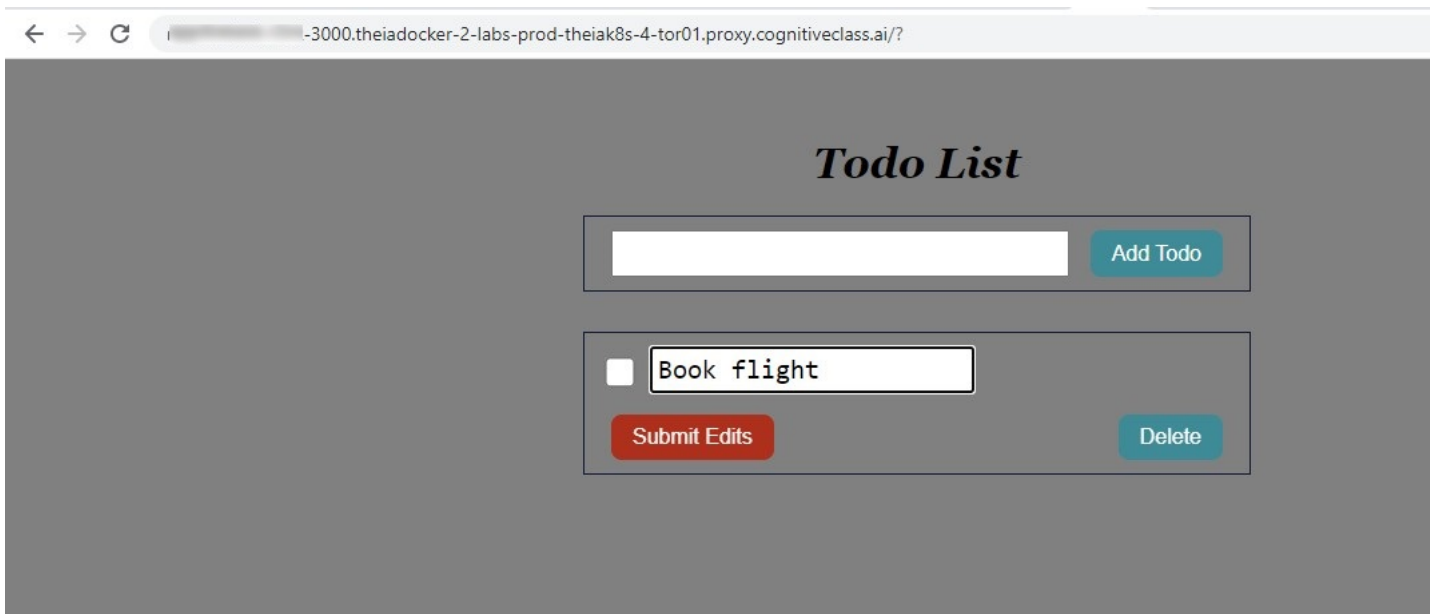 -3000.theiadocker-2-labs-prod-theiak8s-4-tor01.proxy.cognitiveclass.ai/?
Todo List
Add Todo
Book flight
Submit Edits
Delete